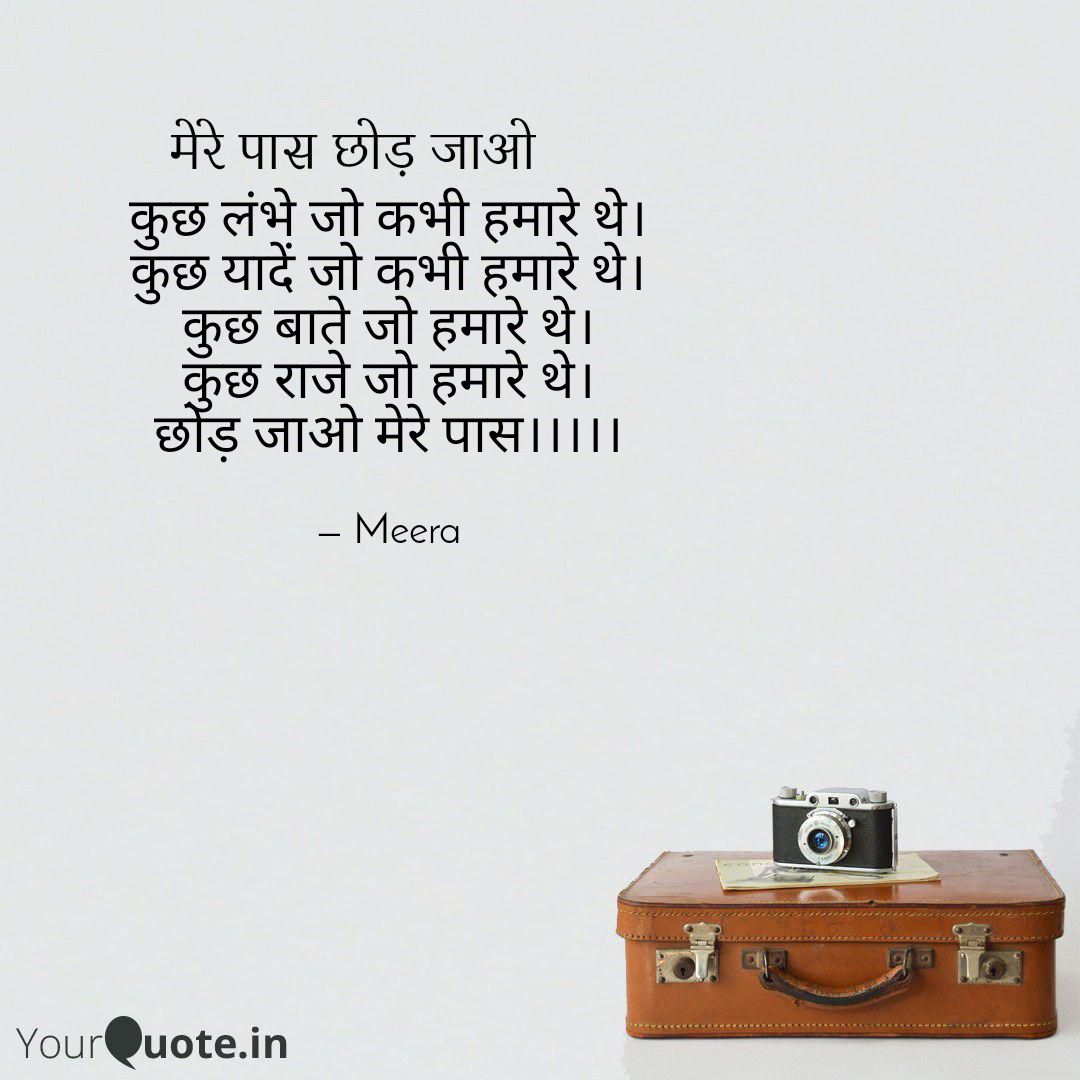 मेरे पास छोड़ जाओ
कुछ लंभे जो कभी हमारे थे।
कुछ यादें जो कभी हमारे थे।
कुछ बाते जो हमारे थे।
कुछ राजे जो हमारे थे।
छोड़ जाओ मेरे पास।।।।।
– Meera
YourQuote.in